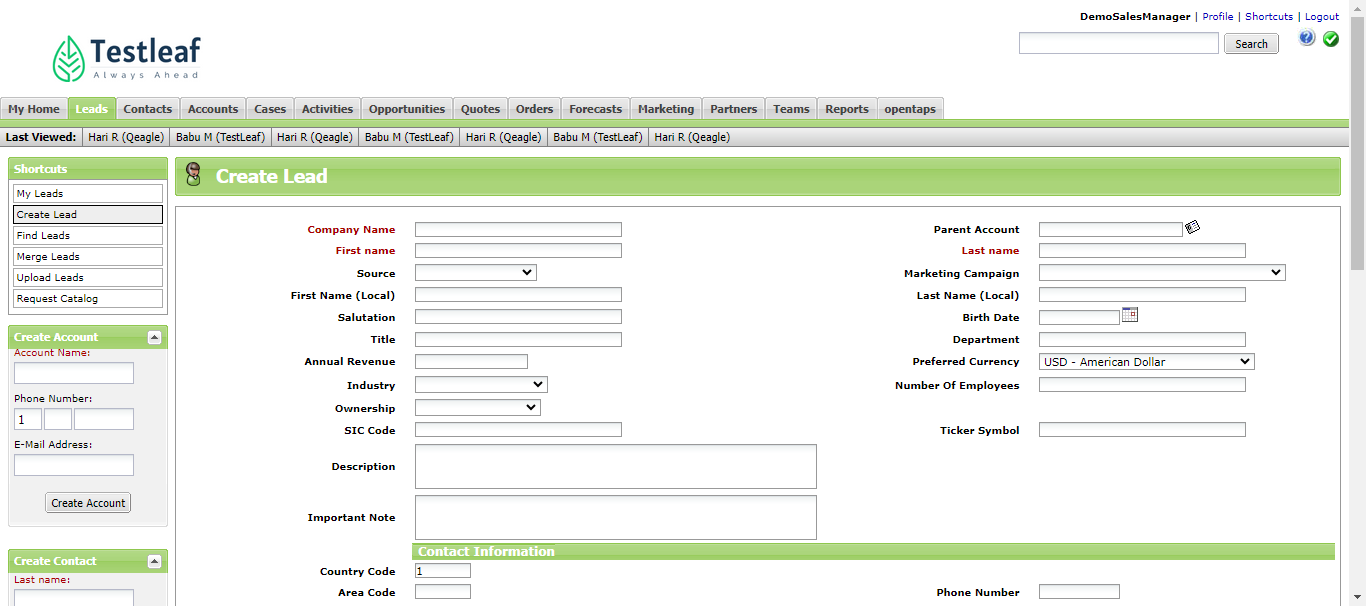 DemoSalesManager | Profile | Shortcuts | Logout
Testleaf
Always Ahead
Search
My Home Leads Contacts Accounts Cases Activities Opportunities Quotes Orders Forecasts Marketing Partners Teams Reports opentaps
Last Viewed: Hari R (Qeagle) Babu M (TestLeaf) Hari R (Qeagle) Babu M (TestLeaf) Hari R (Qeagle) Babu M (TestLeaf) Hari R (Qeagle)
Shortcuts
My Leads
Create Lead
Find Leads
Merge Leads
Upload Leads
Request Catalog
Create Account
Account Name:
Phone Number:
1
E-Mail Address:
Create Account
Create Contact
Last name:
Create Lead
Company Name Parent Account
First name Last name
Source Marketing Campaign
First Name (Local) Last Name (Local)
Salutation Birth Date
Title Department
Annual Revenue Preferred Currency USD - American Dollar
Industry Number Of Employees
Ownership
SIC Code Ticker Symbol
Description
Important Note
Contact Information
Country Code 1
Area Code Phone Number